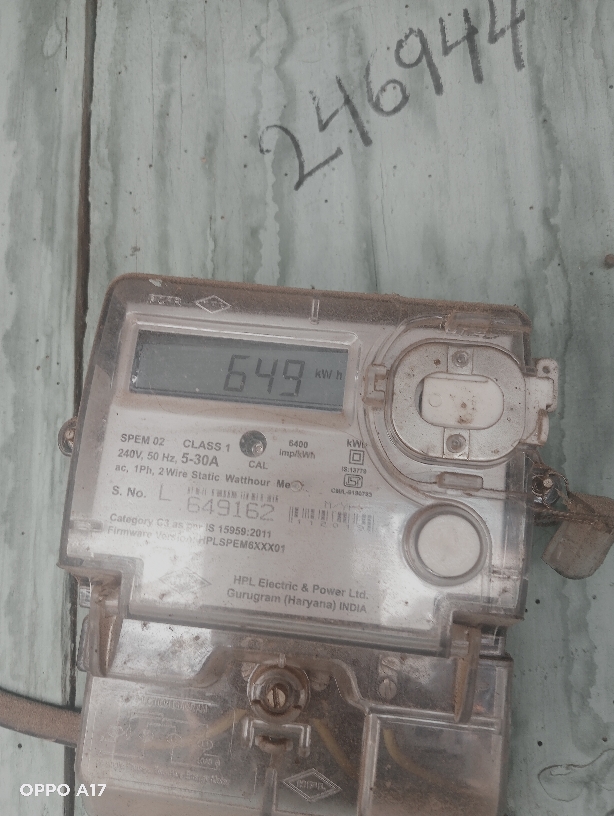 246944
649 kWh
SPEM 02 CLASS 1 6400 imp/kWh kWh
240V, 50 Hz, 5-30A CAL
IS:13779
ac, 1Ph, 2 Wire Static Watthour
S. No. L 649162
Category C3 as per IS 15959:2011
Firmware Version: HPLSPEM6XXX01
HPL Electric & Power Ltd.
Gurugram (Haryana) INDIA
OPPO A17